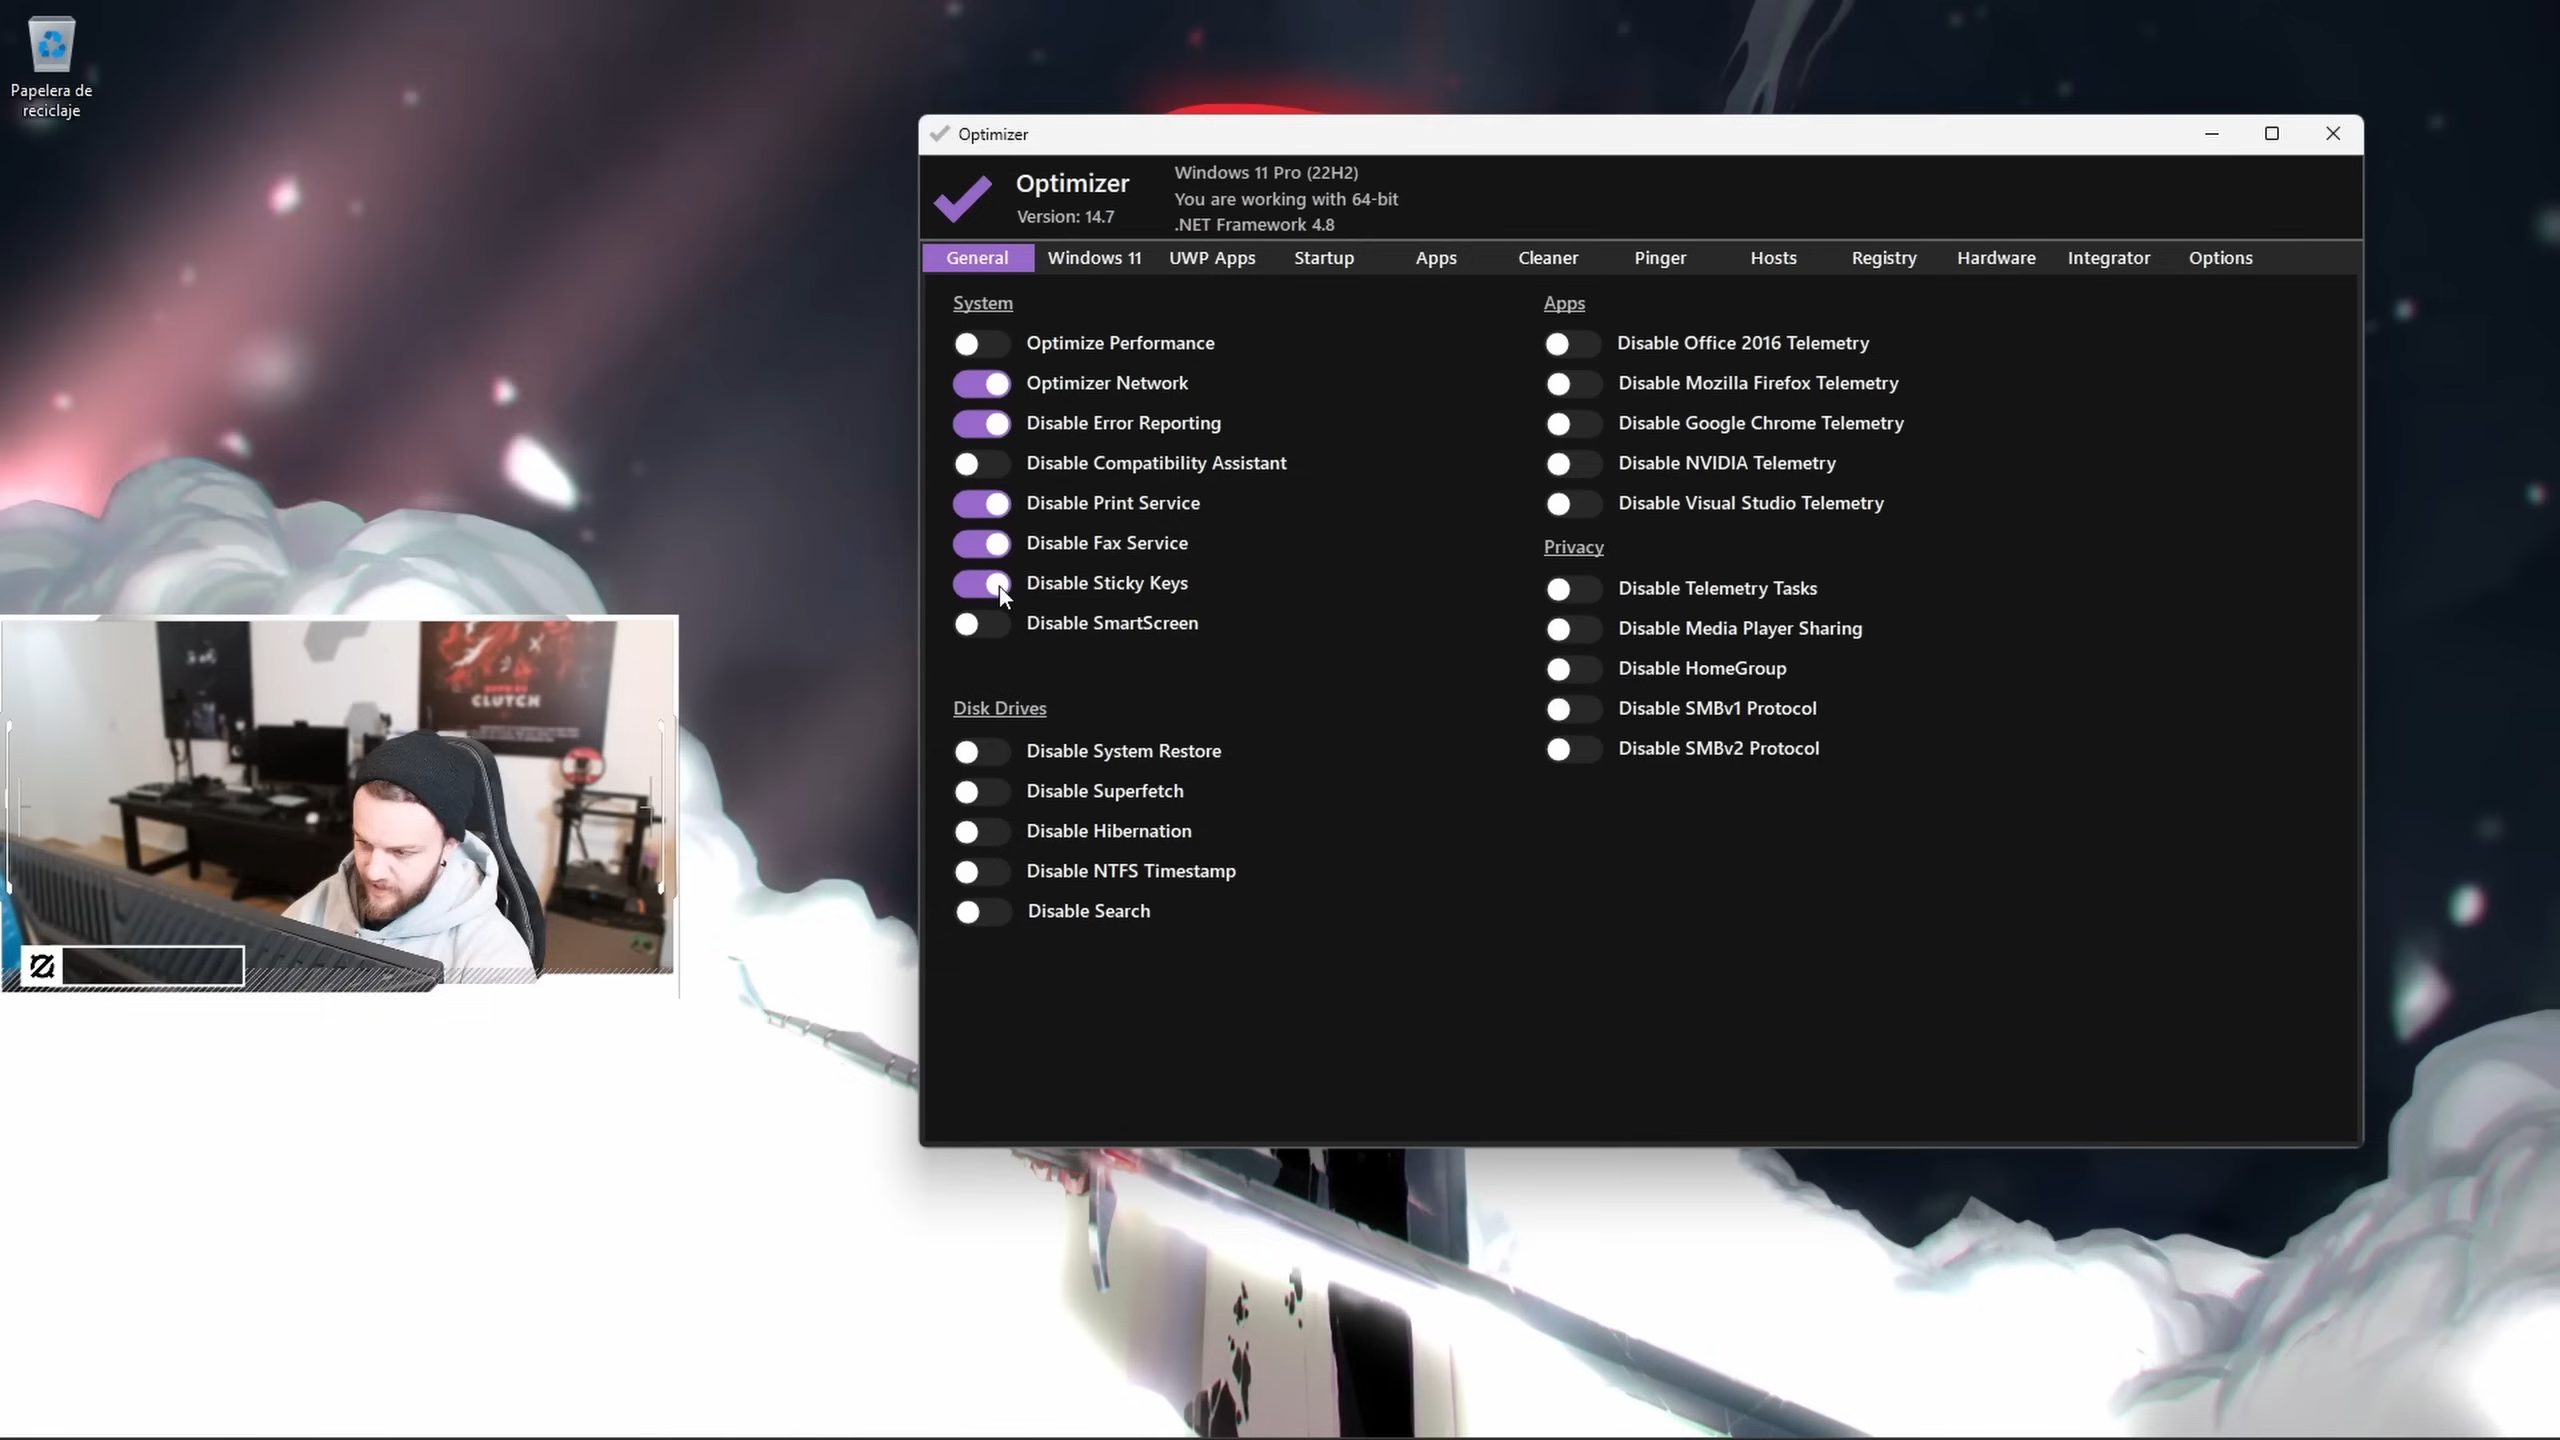 Papelera de
reciclaje
Optimizer
Optimizer
Version: 14.7
Windows 11 Pro (22H2)
You are working with 64-bit
.NET Framework 4.8
General
Windows 11
UWP Apps
Startup
Apps
Cleaner
Pinger
Hosts
Registry
Hardware
Integrator
Options
System
Optimize Performance
Optimizer Network
Disable Error Reporting
Disable Compatibility Assistant
Disable Print Service
Disable Fax Service
Disable Sticky Keys
Disable SmartScreen
Disk Drives
Disable System Restore
Disable Superfetch
Disable Hibernation
Disable NTFS Timestamp
Disable Search
Apps
Disable Office 2016 Telemetry
Disable Mozilla Firefox Telemetry
Disable Google Chrome Telemetry
Disable NVIDIA Telemetry
Disable Visual Studio Telemetry
Privacy
Disable Telemetry Tasks
Disable Media Player Sharing
Disable HomeGroup
Disable SMBv1 Protocol
Disable SMBv2 Protocol
CLUTCH